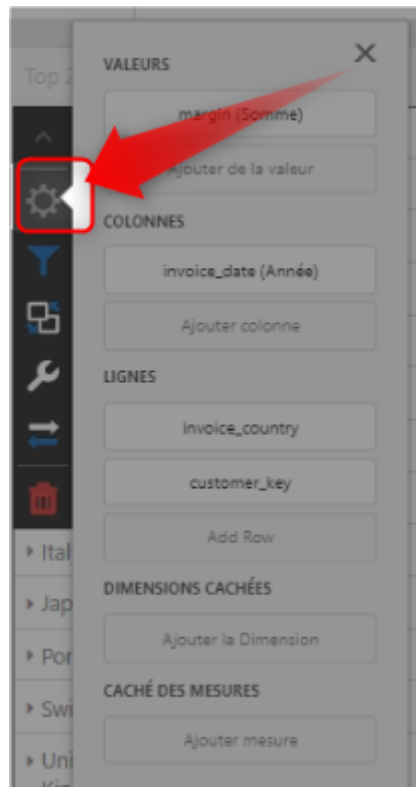 Top 2
VALEURS
margin (Somme)
Ajouter de la valeur
COLONNES
invoice_date (Année)
Ajouter colonne
LIGNES
invoice_country
customer_key
Add Row
DIMENSIONS CACHÉES
Ajouter la Dimension
CACHÉ DES MESURES
Ajouter mesure
Ital
Jap
Por
Swi
Uni